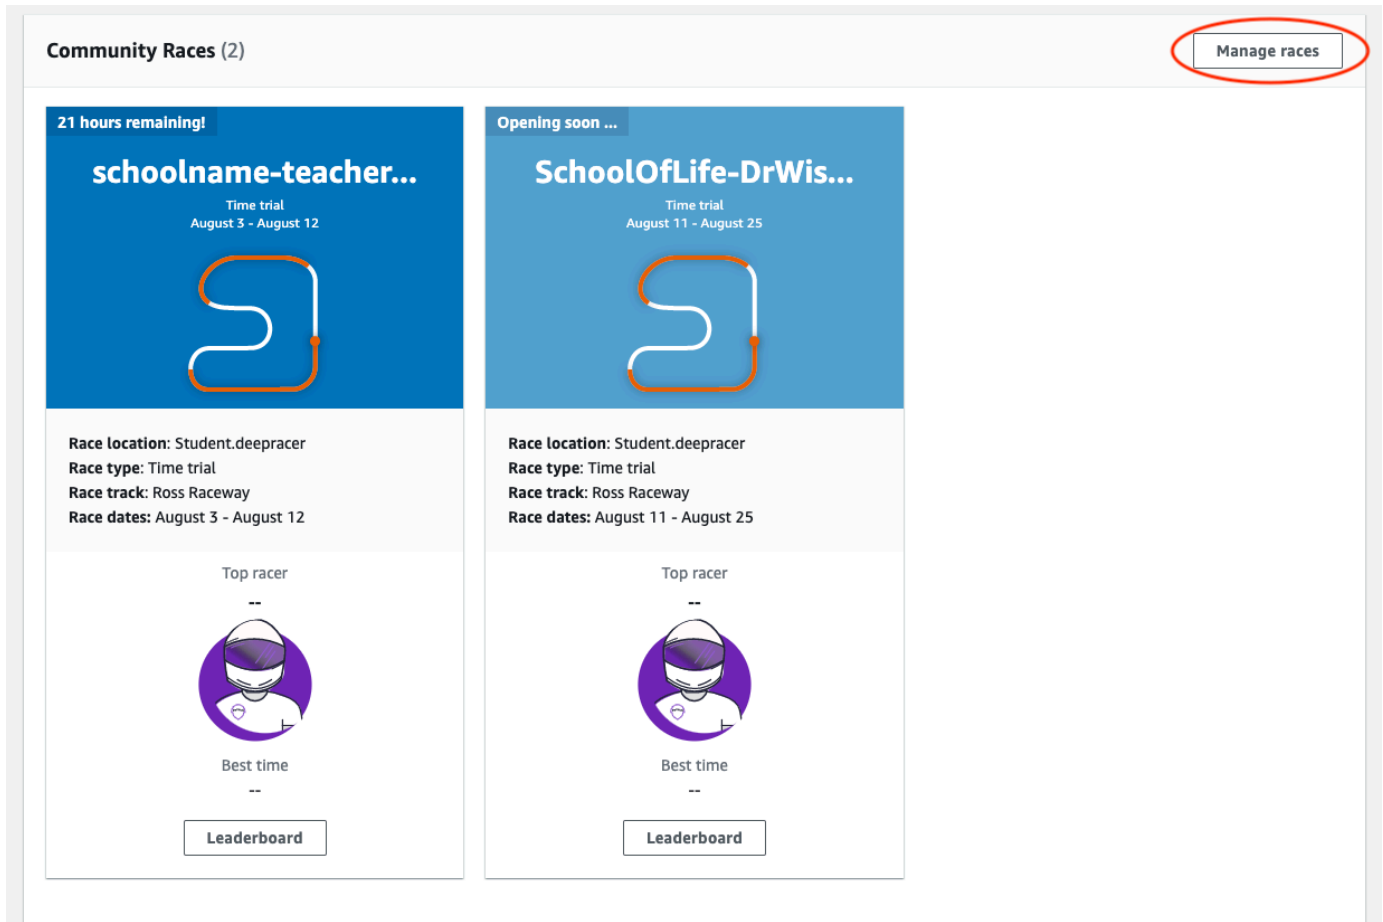 Community Races (2)
Manage races
21 hours remaining!
schoolname-teacher...
Time trial
August 3 - August 12
Race location: Student.deepracer
Race type: Time trial
Race track: Ross Raceway
Race dates: August 3 - August 12
Top racer
--
Best time
--
Leaderboard
Opening soon ...
SchoolOfLife-DrWis...
Time trial
August 11 - August 25
Race location: Student.deepracer
Race type: Time trial
Race track: Ross Raceway
Race dates: August 11 - August 25
Top racer
--
Best time
--
Leaderboard